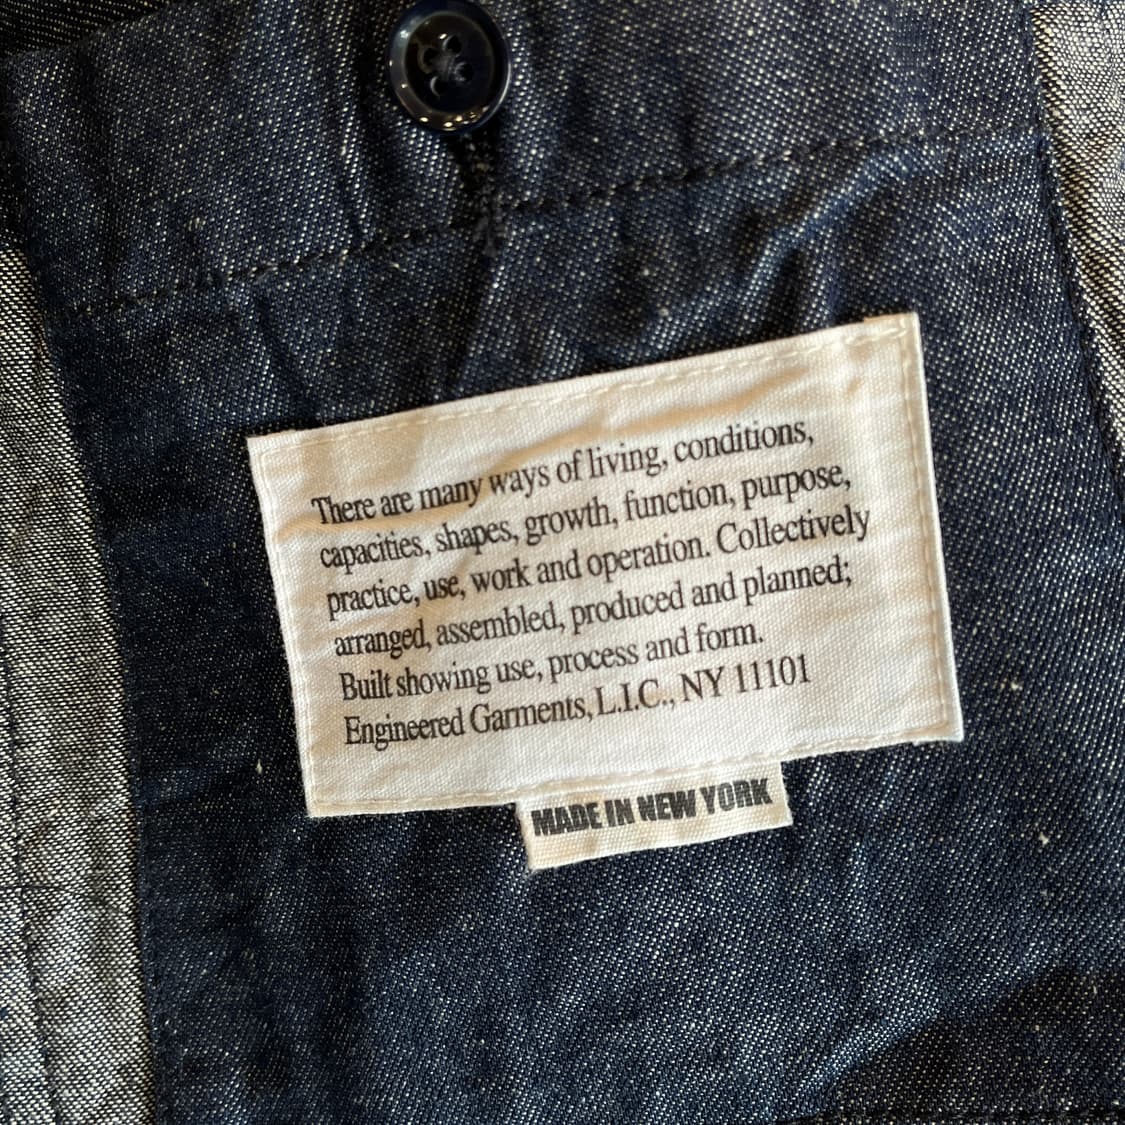 There are many ways of living, conditions,
capacities, shapes, growth, function, purpose,
practice, use, work and operation. Collectively
arranged, assembled, produced and planned;
Built showing use, process and form.
Engineered Garments, L.I.C., NY 11101
MADE IN NEW YORK